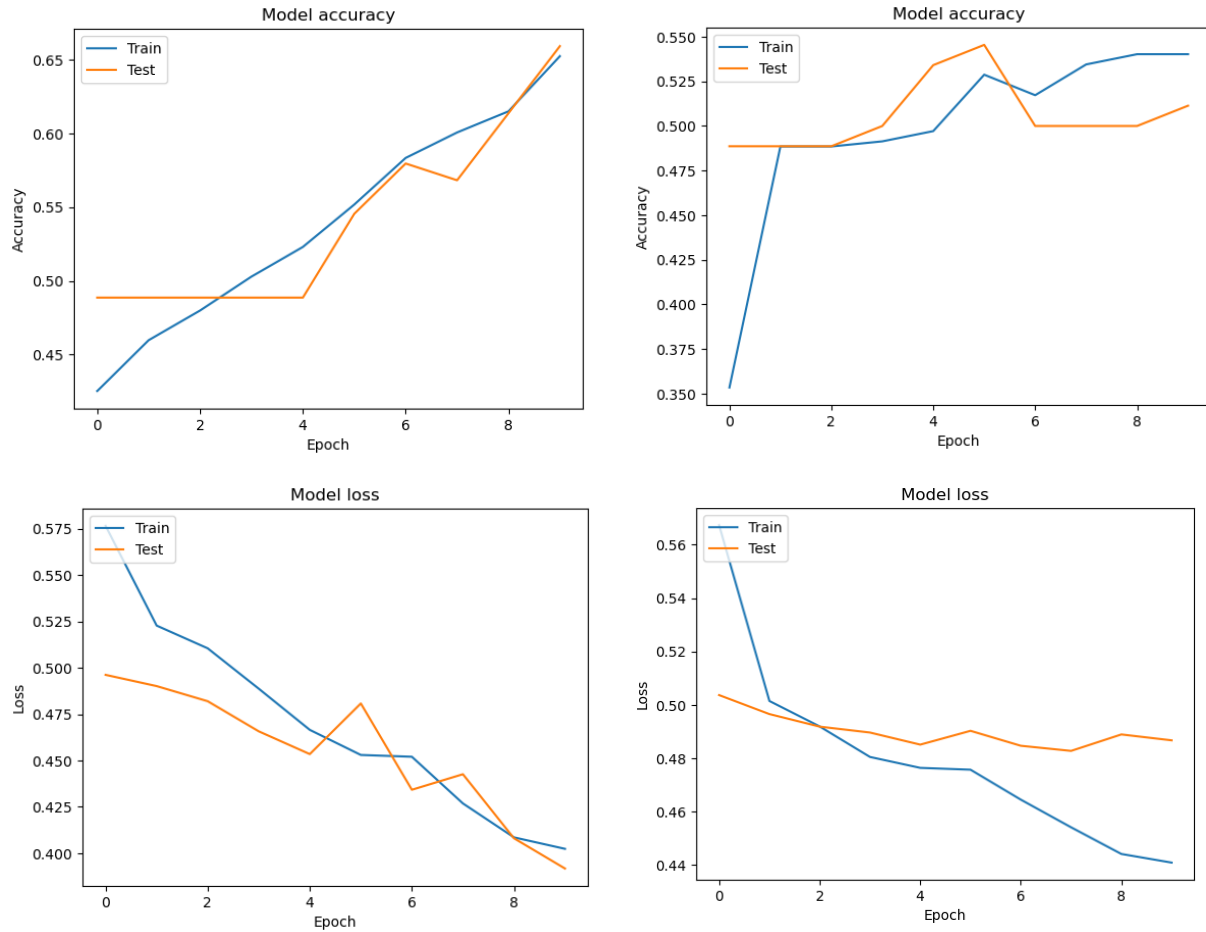 Model accuracy
Train
Test
0.65
0.60
0.55
0.50
0.45
Accuracy
0 2 4 6 8
Epoch
Model accuracy
Train
Test
0.550
0.525
0.500
0.475
0.450
0.425
0.400
0.375
0.350
Accuracy
0 2 4 6 8
Epoch
Model loss
Train
Test
0.575
0.550
0.525
0.500
0.475
0.450
0.425
0.400
Loss
0 2 4 6 8
Epoch
Model loss
Train
Test
0.56
0.54
0.52
0.50
0.48
0.46
0.44
Loss
0 2 4 6 8
Epoch